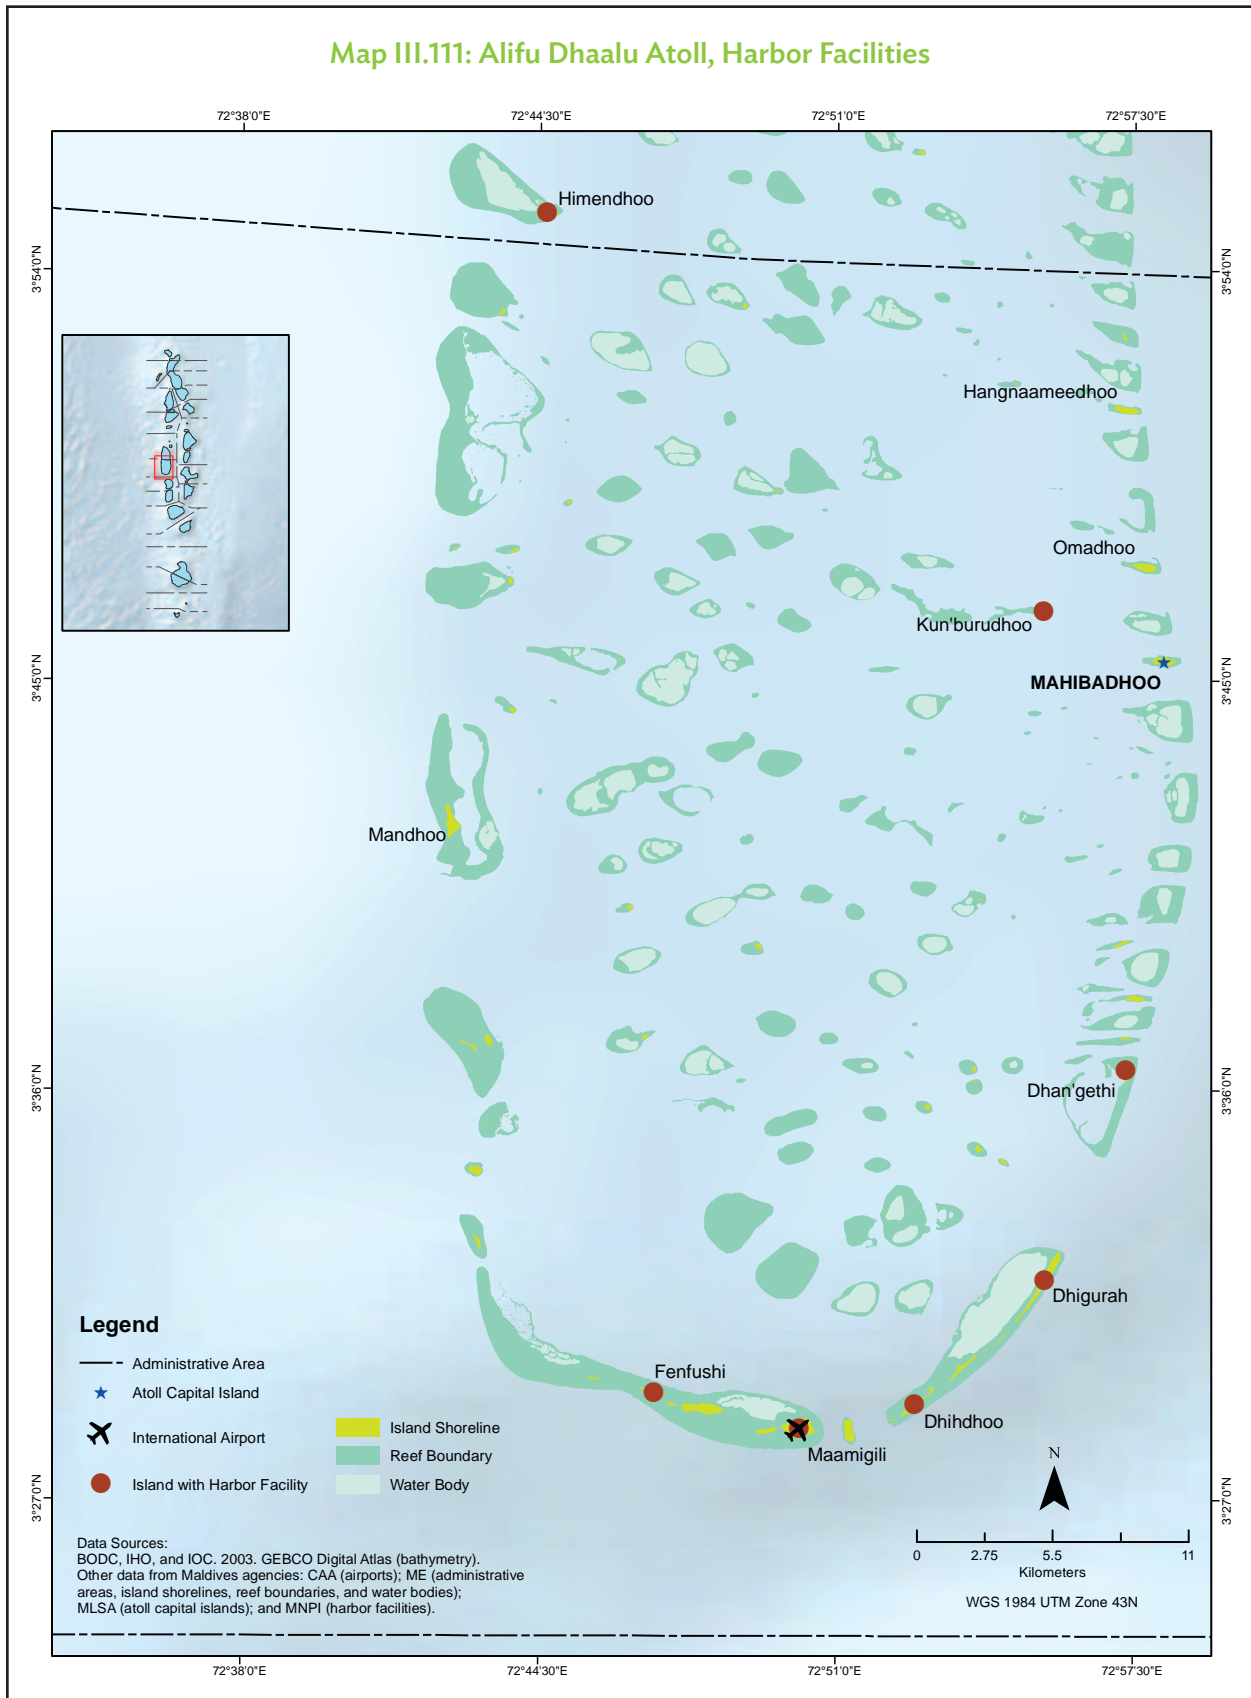 Map III.111: Alifu Dhaalu Atoll, Harbor Facilities
72°38'0"E
72°44'30"E
72°51'0"E
72°57'30"E
Himendhoo
3°54'0"N
3°54'0"N
Hangnaameedhoo
Omadhoo
Kun'burudhoo
3°45'0"N
3°45'0"N
MAHIBADHOO
Mandhoo
3°36'0"N
3°36'0"N
Dhan'gethi
Dhigurah
Fenfushi
Dhihdhoo
Maamigili
Legend
Administrative Area
Atoll Capital Island
International Airport
Island with Harbor Facility
Island Shoreline
Reef Boundary
Water Body
3°27'0"N
3°27'0"N
N
0 2.75 5.5 11
Kilometers
WGS 1984 UTM Zone 43N
Data Sources:
BODC, IHO, and IOC. 2003. GEBCO Digital Atlas (bathymetry).
Other data from Maldives agencies: CAA (airports); ME (administrative
areas, island shorelines, reef boundaries, and water bodies);
MLSA (atoll capital islands); and MNPI (harbor facilities).
72°38'0"E
72°44'30"E
72°51'0"E
72°57'30"E